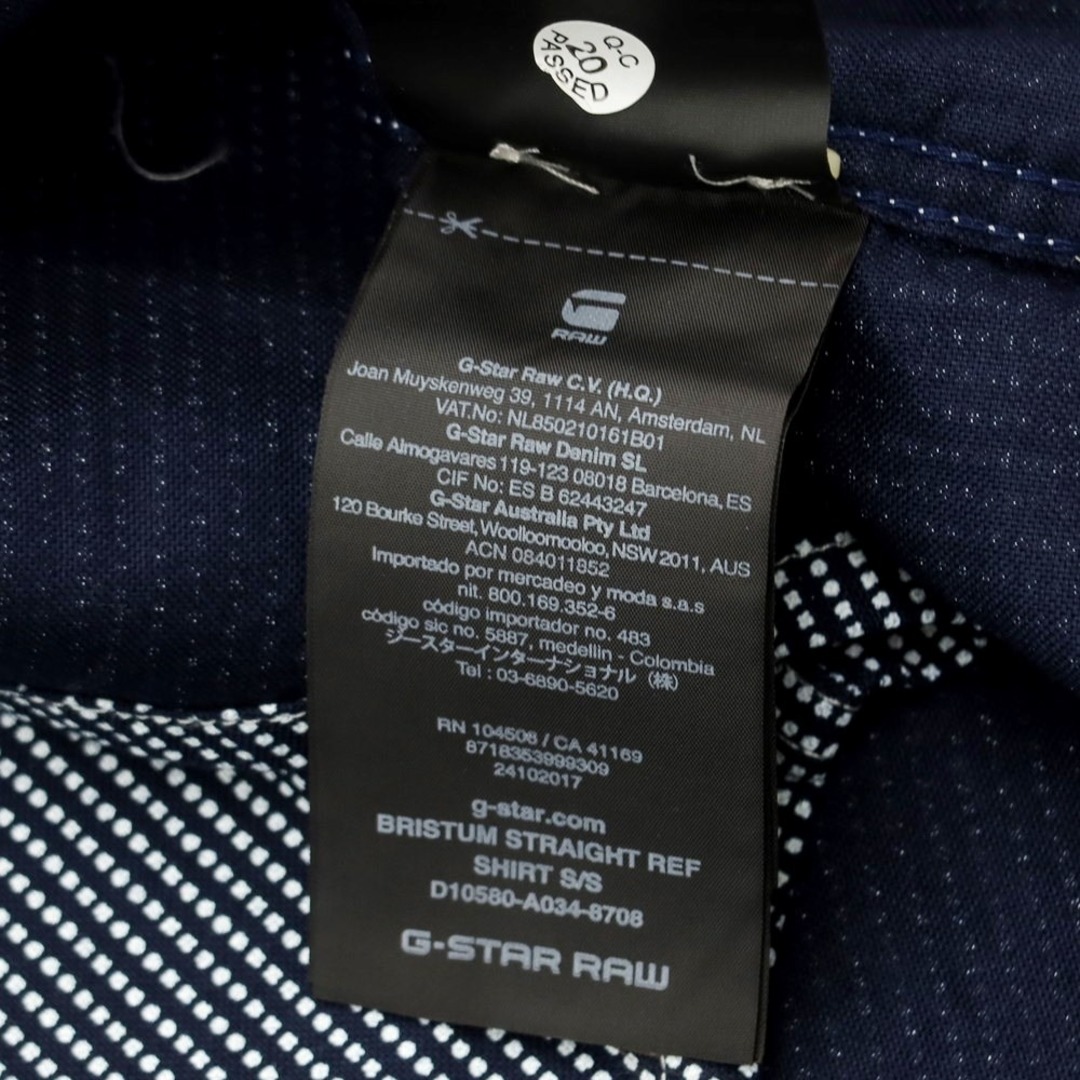 Q-C
20
PASSED
G
RAW
G-Star Raw C.V. (H.Q.)
Joan Muyskenweg 39, 1114 AN, Amsterdam, NL
VAT.No: NL850210161B01
G-Star Raw Denim SL
Calle Almogavares 119-123 08018 Barcelona, ES
CIF No: ES B 62443247
G-Star Australia Pty Ltd
120 Bourke Street, Woolloomooloo, NSW 2011, AUS
ACN 084011852
Importado por mercadeo y moda s.a.s
nit. 800.169.352-6
código importador no. 483
código sic no. 5887, medellin - Colombia
ジースターインターナショナル (株)
Tel : 03-6890-5620
RN 104508 / CA 41169
8718353999309
24102017
g-star.com
BRISTUM STRAIGHT REF
SHIRT S/S
D10580-A034-8708
G-STAR RAW